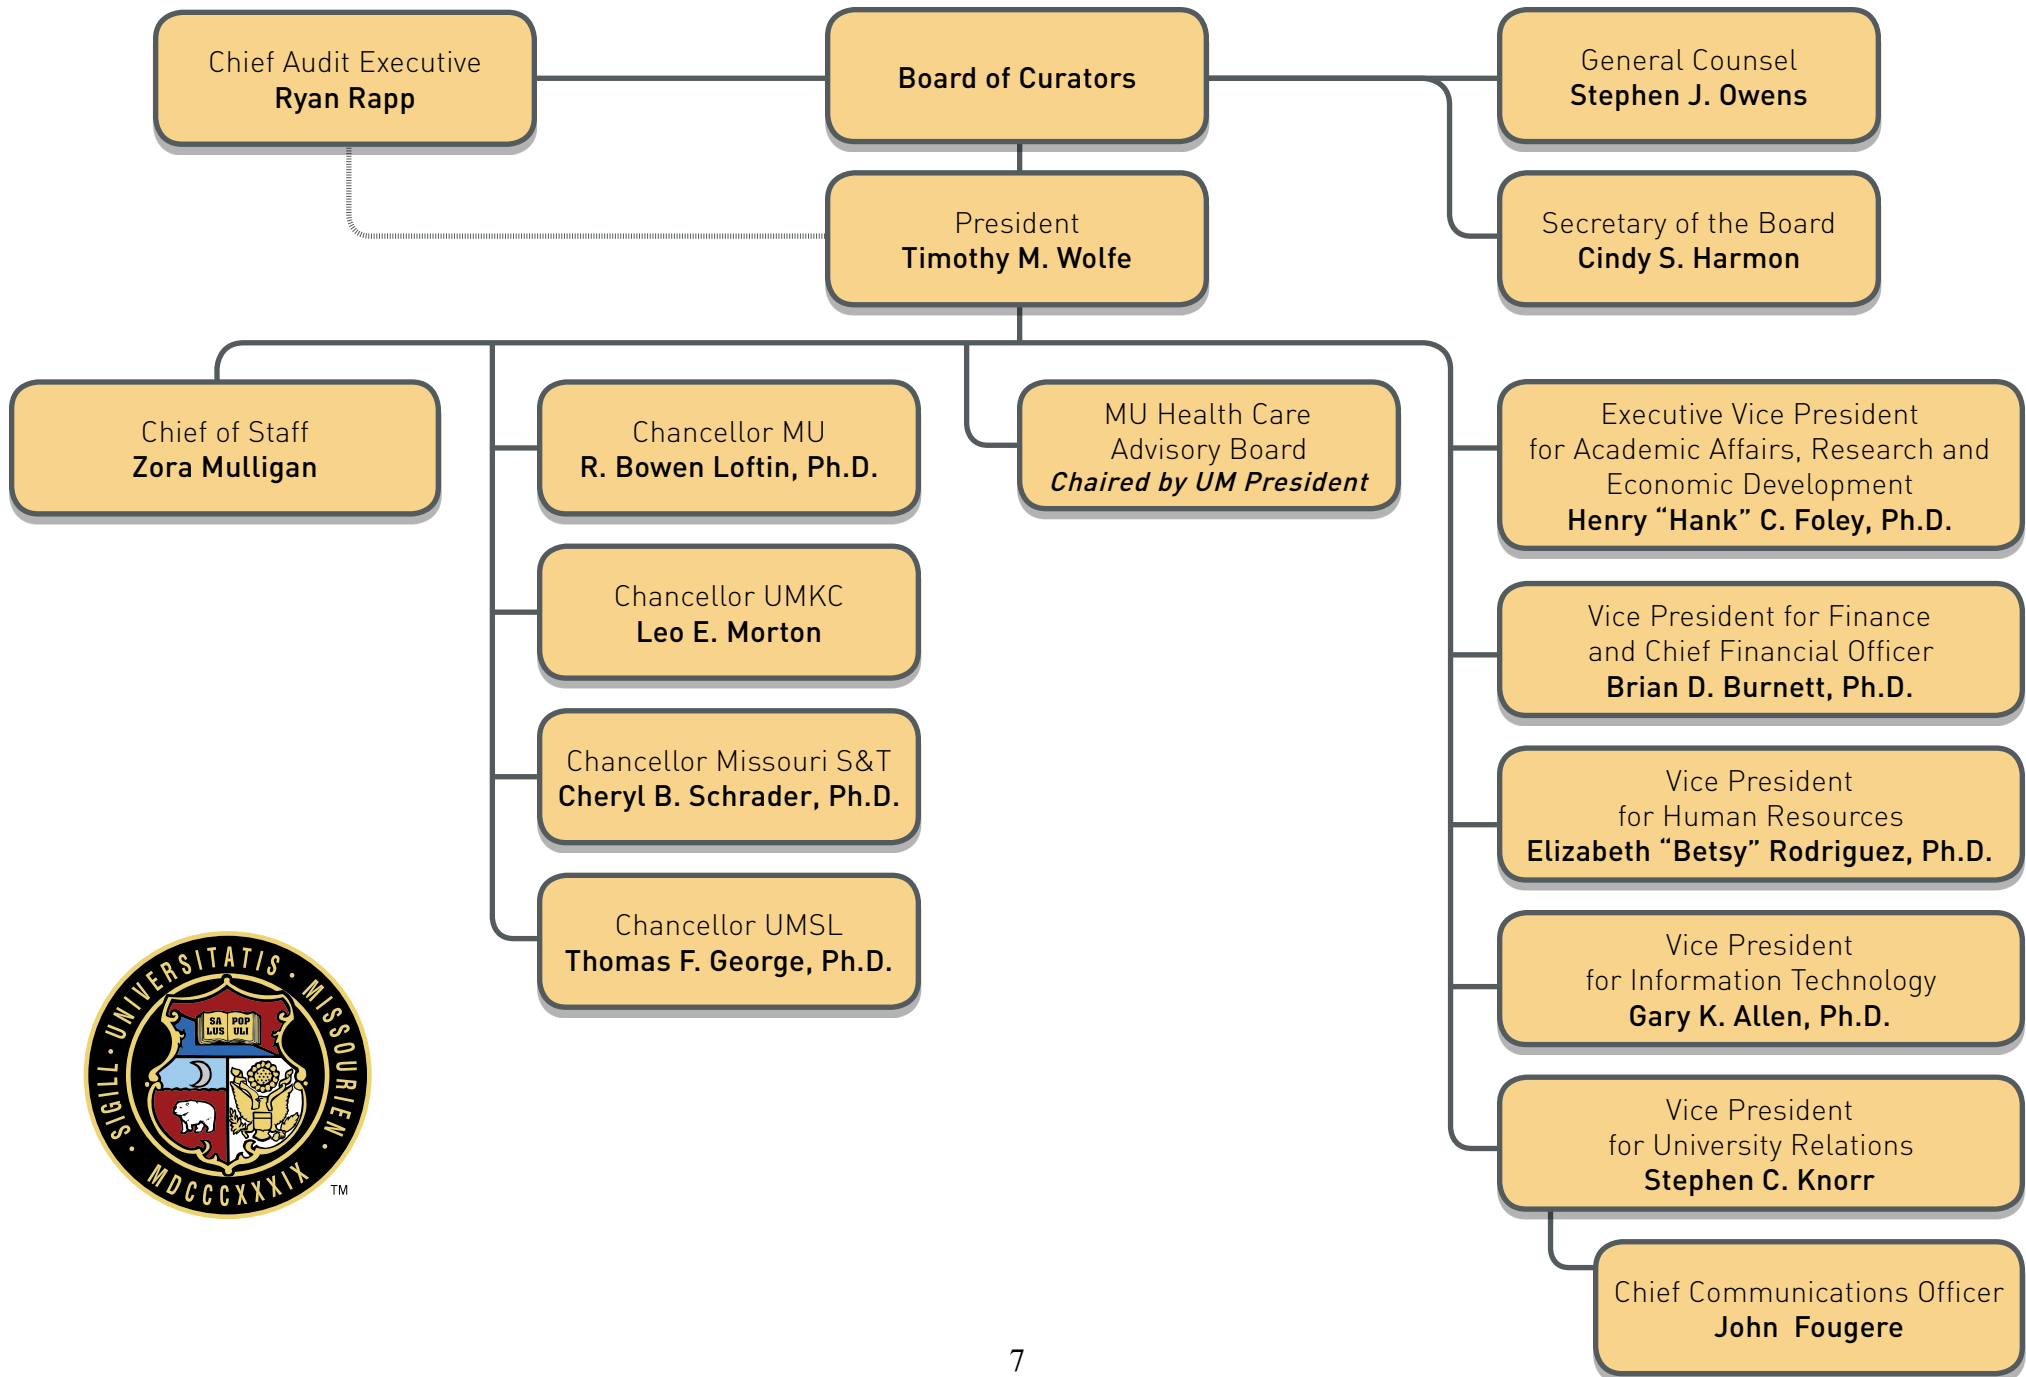 Chief Audit Executive
Ryan Rapp
Board of Curators
General Counsel
Stephen J. Owens
President
Timothy M. Wolfe
Secretary of the Board
Cindy S. Harmon
Chief of Staff
Zora Mulligan
Chancellor MU
R. Bowen Loftin, Ph.D.
MU Health Care
Advisory Board
Chaired by UM President
Executive Vice President
for Academic Affairs, Research and
Economic Development
Henry “Hank” C. Foley, Ph.D.
Chancellor UMKC
Leo E. Morton
Vice President for Finance
and Chief Financial Officer
Brian D. Burnett, Ph.D.
Chancellor Missouri S&T
Cheryl B. Schrader, Ph.D.
Vice President
for Human Resources
Elizabeth “Betsy” Rodriguez, Ph.D.
Chancellor UMSL
Thomas F. George, Ph.D.
Vice President
for Information Technology
Gary K. Allen, Ph.D.
Vice President
for University Relations
Stephen C. Knorr
Chief Communications Officer
John Fougere
· SIGILL · UNIVERSITATIS · MISSOURIEN ·
MDCCCXXXIX
SA POP
LUS ULI
TM
7